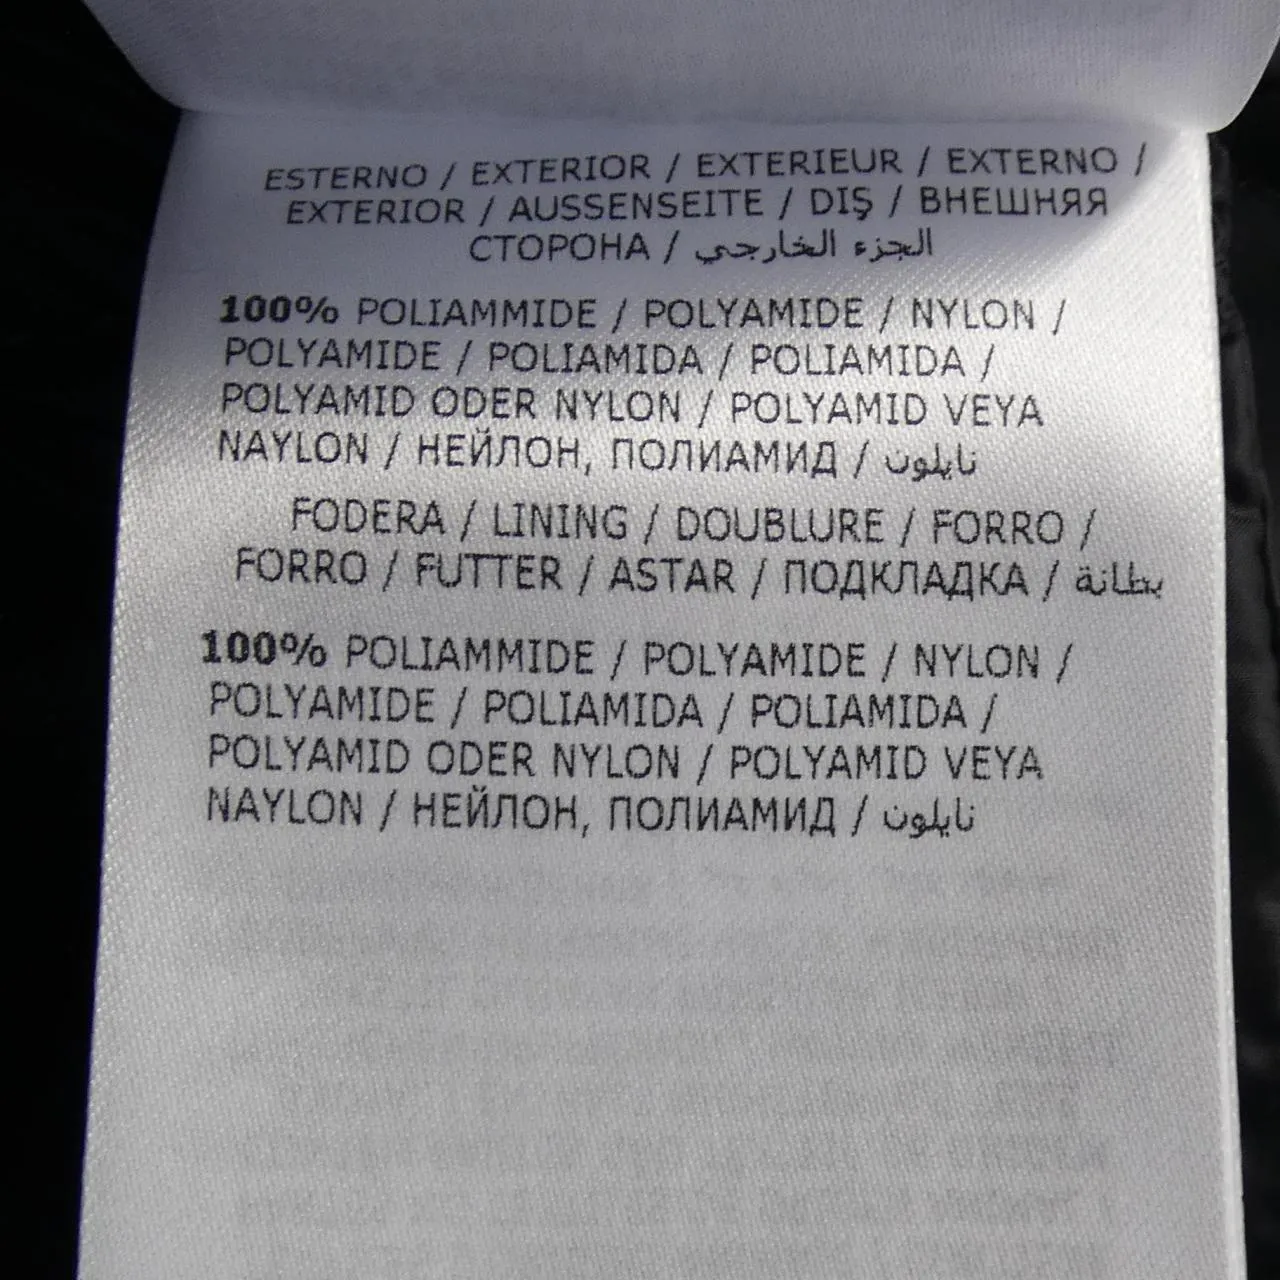 ESTERNO / EXTERIOR / EXTERIEUR / EXTERNO /
EXTERIOR / AUSSENSEITE / DIŞ / ВНЕШНЯЯ
СТОРОНА / الجزء الخارجي
100% POLIAMMIDE / POLYAMIDE / NYLON /
POLYAMIDE / POLIAMIDA / POLIAMIDA /
POLYAMID ODER NYLON / POLYAMID VEYA
NAYLON / НЕЙЛОН, ПОЛИАМИД / نايلون
FODERA / LINING / DOUBLURE / FORRO /
FORRO / FUTTER / ASTAR / ПОДКЛАДКА / بطانة
100% POLIAMMIDE / POLYAMIDE / NYLON /
POLYAMIDE / POLIAMIDA / POLIAMIDA /
POLYAMID ODER NYLON / POLYAMID VEYA
NAYLON / НЕЙЛОН, ПОЛИАМИД / نايلون